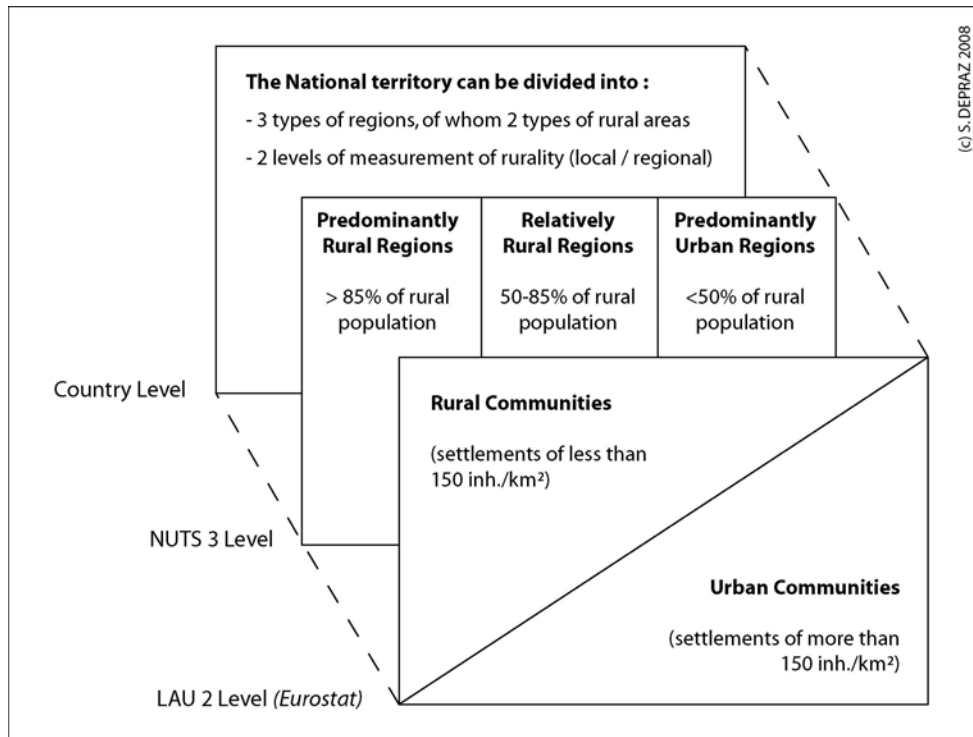 (c) S. DEPRAZ 2008
The National territory can be divided into :
- 3 types of regions, of whom 2 types of rural areas
- 2 levels of measurement of rurality (local / regional)
Predominantly
Rural Regions
> 85% of rural
population
Relatively
Rural Regions
50-85% of rural
population
Predominantly
Urban Regions
<50% of rural
population
Country Level
Rural Communities
(settlements of less than
150 inh./km²)
NUTS 3 Level
Urban Communities
(settlements of more than
150 inh./km²)
LAU 2 Level (Eurostat)